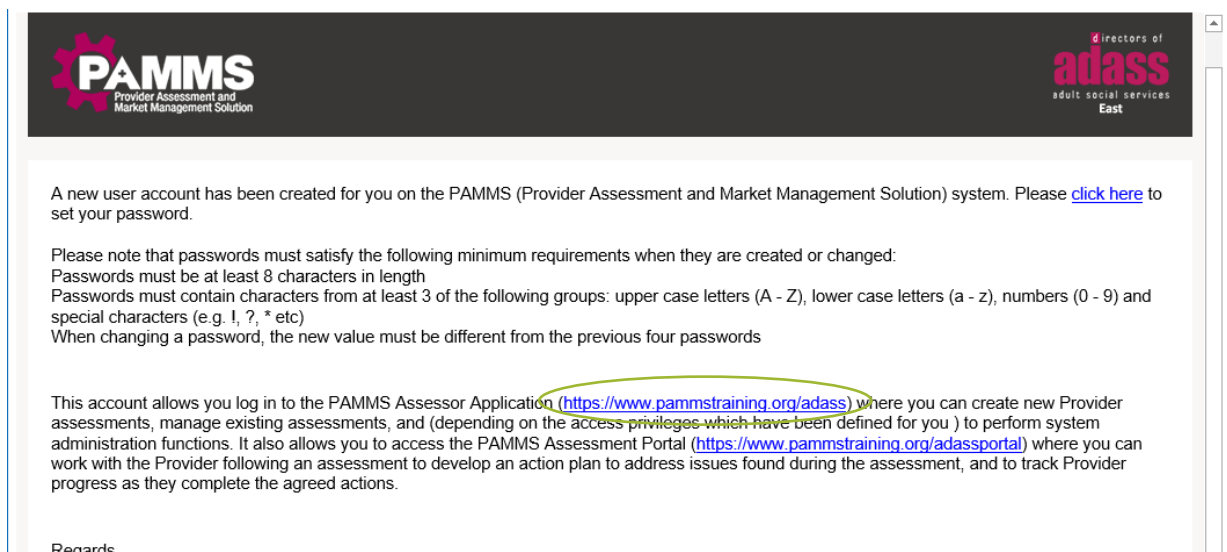 PAMMS
Provider Assessment and
Market Management Solution
directors of
adass
adult social services
East
A new user account has been created for you on the PAMMS (Provider Assessment and Market Management Solution) system. Please click here to
set your password.
Please note that passwords must satisfy the following minimum requirements when they are created or changed:
Passwords must be at least 8 characters in length
Passwords must contain characters from at least 3 of the following groups: upper case letters (A - Z), lower case letters (a - z), numbers (0 - 9) and
special characters (e.g. !, ?, * etc)
When changing a password, the new value must be different from the previous four passwords
This account allows you log in to the PAMMS Assessor Application (https://www.pammstraining.org/adass) where you can create new Provider
assessments, manage existing assessments, and (depending on the access privileges which have been defined for you ) to perform system
administration functions. It also allows you to access the PAMMS Assessment Portal (https://www.pammstraining.org/adassportal) where you can
work with the Provider following an assessment to develop an action plan to address issues found during the assessment, and to track Provider
progress as they complete the agreed actions.
Regards